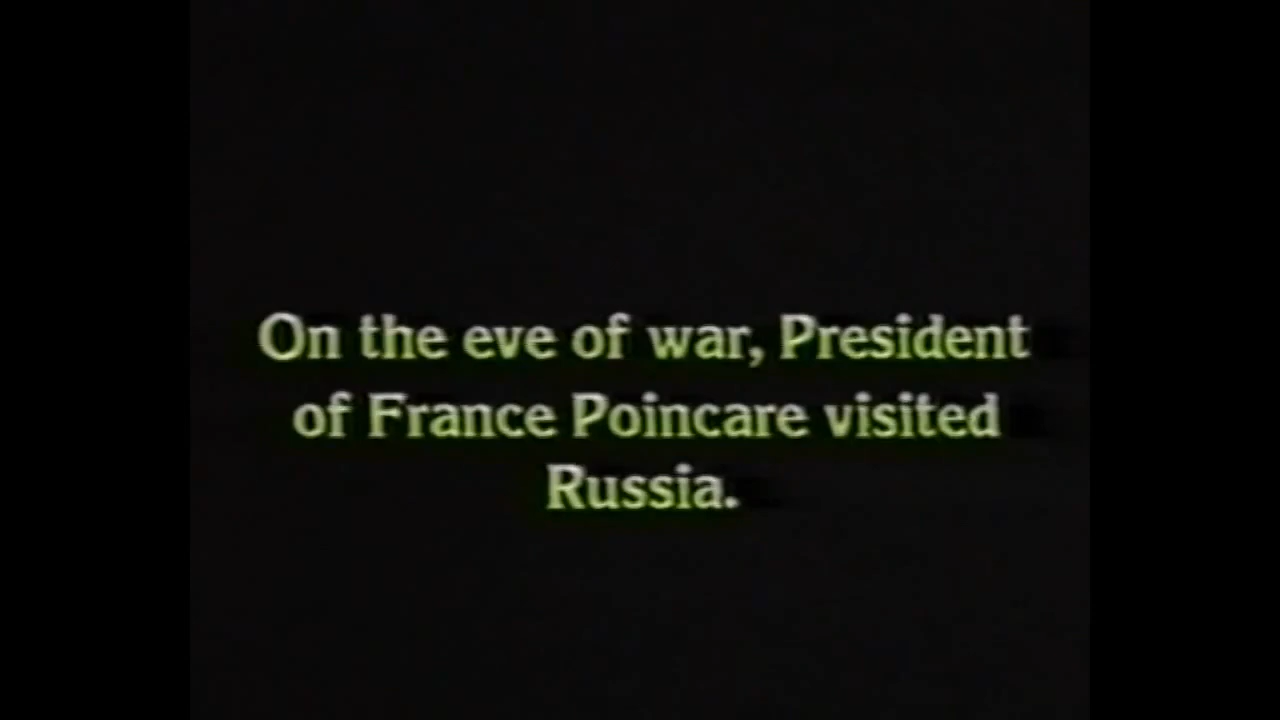 On the eve of war, President
of France Poincare visited
Russia.